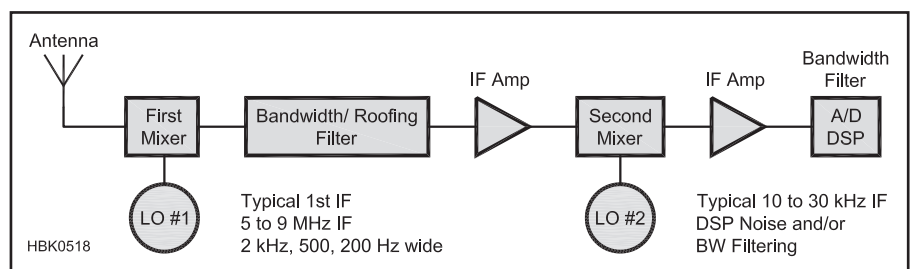 Antenna
First
Mixer
LO #1
Bandwidth/ Roofing
Filter
Typical 1st IF
5 to 9 MHz IF
2 kHz, 500, 200 Hz wide
IF Amp
Second
Mixer
LO #2
IF Amp
Bandwidth
Filter
A/D
DSP
Typical 10 to 30 kHz IF
DSP Noise and/or
BW Filtering
HBK0518